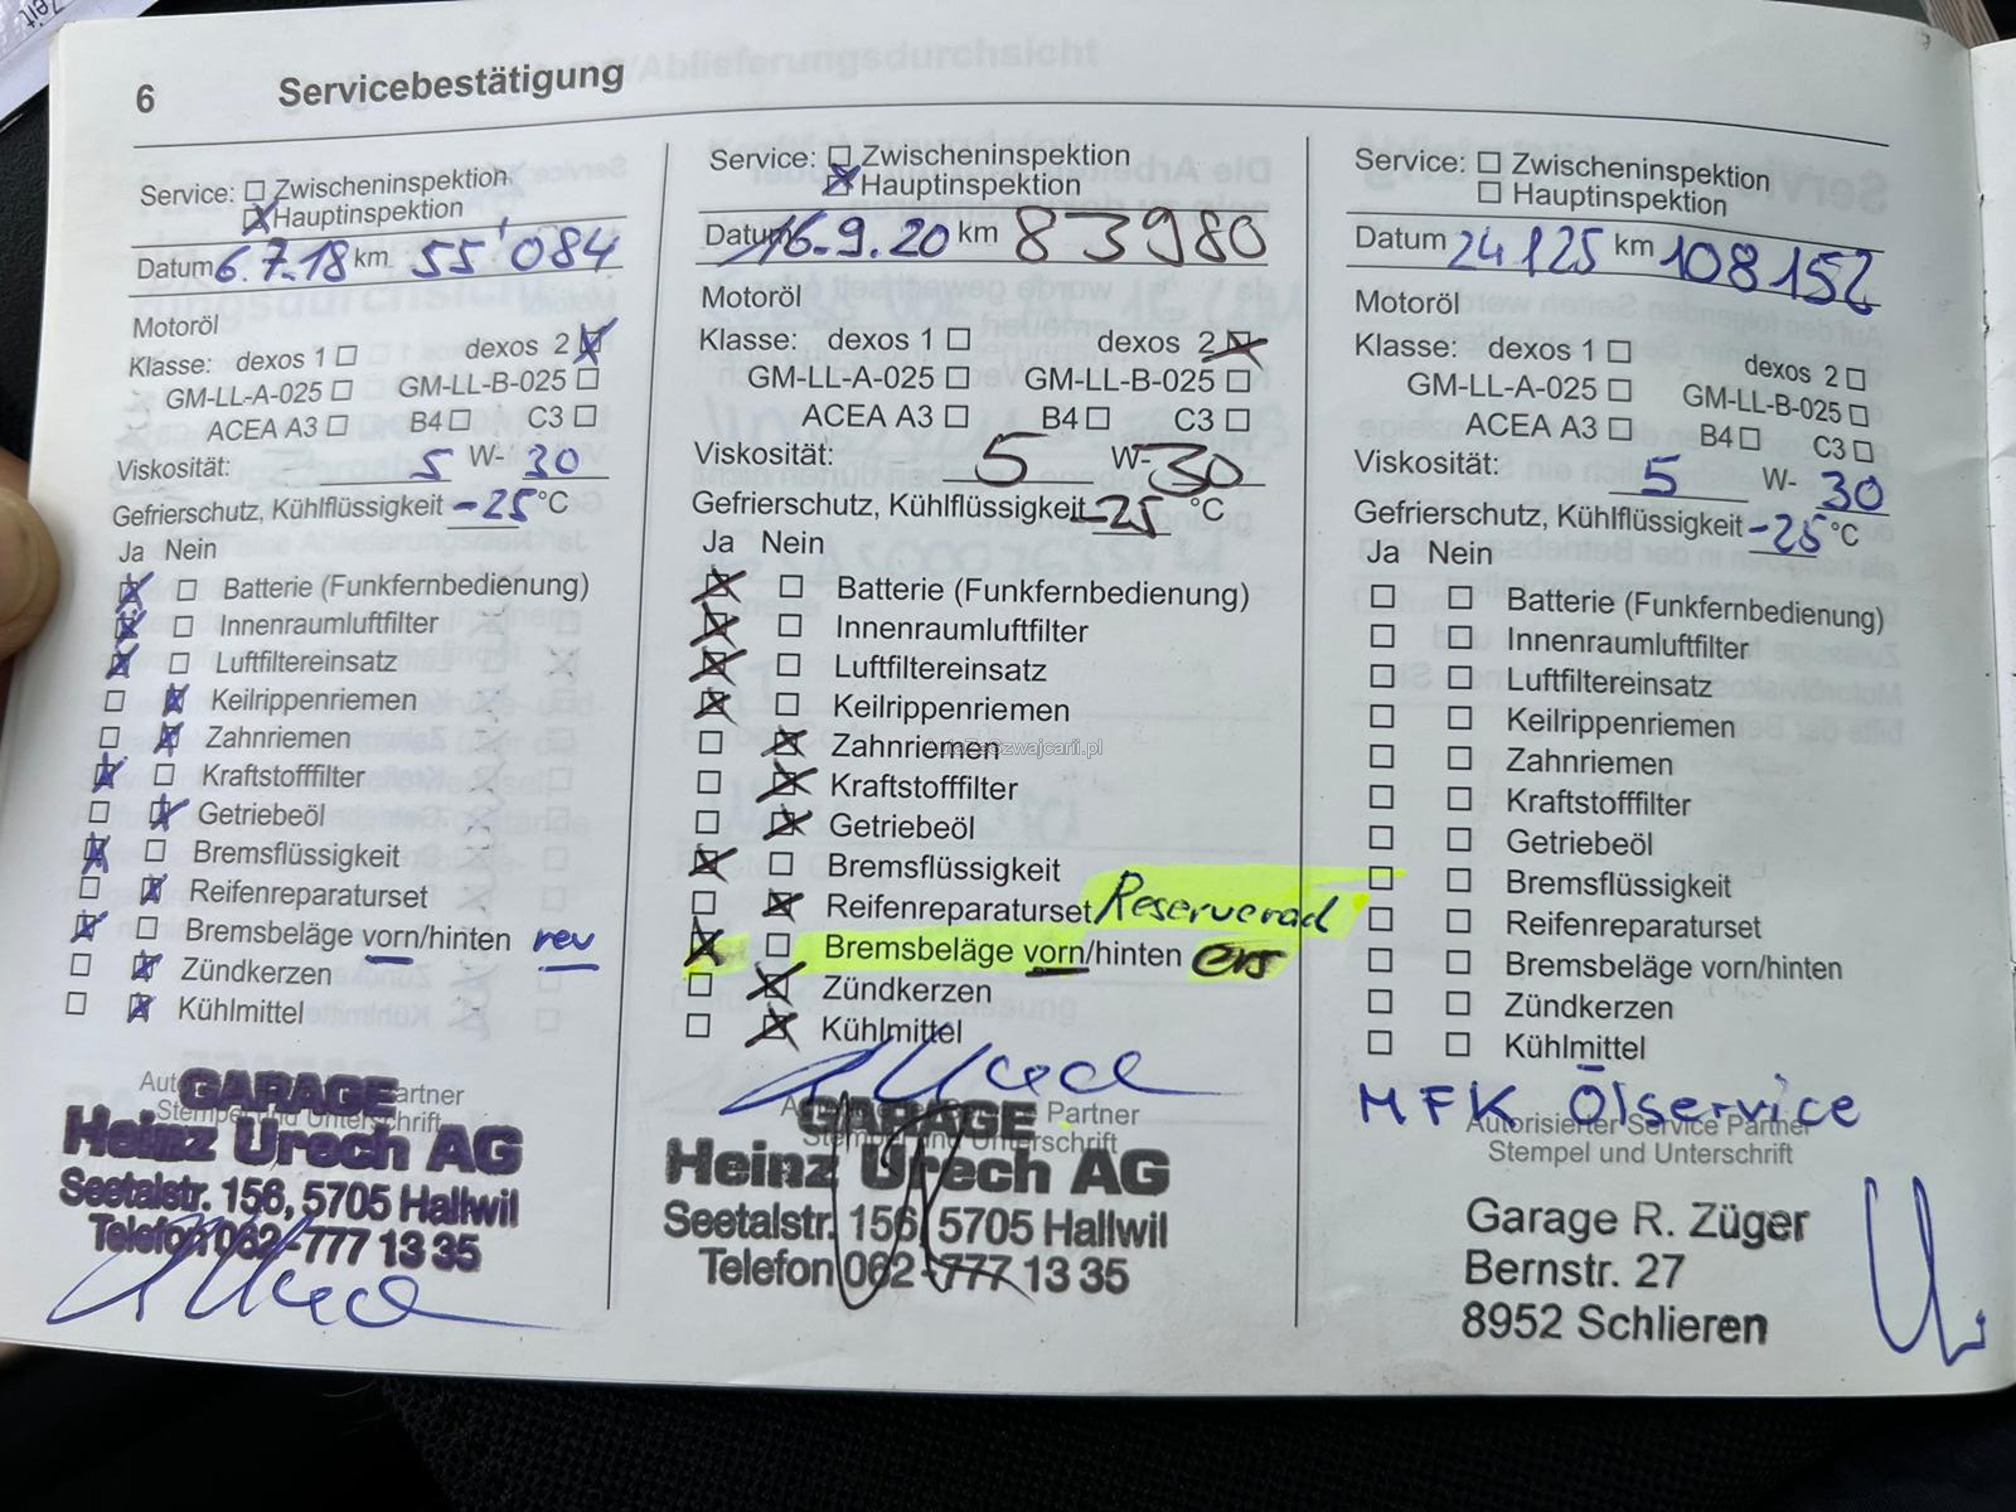 6 Servicebestätigung
Service: ☐ Zwischeninspektion
☒ Hauptinspektion
Datum 6.7.18 km 55'084
Motoröl
Klasse: dexos 1 ☐ dexos 2 ☒
GM-LL-A-025 ☐ GM-LL-B-025 ☐
ACEA A3 ☐ B4 ☐ C3 ☐
Viskosität: 5 W- 30
Gefrierschutz, Kühlflüssigkeit -25 °C
Ja Nein
☒ ☐ Batterie (Funkfernbedienung)
☒ ☐ Innenraumluftfilter
☒ ☐ Luftfiltereinsatz
☐ ☒ Keilrippenriemen
☐ ☒ Zahnriemen
☒ ☐ Kraftstofffilter
☐ ☒ Getriebeöl
☒ ☐ Bremsflüssigkeit
☐ ☒ Reifenreparaturset
☒ ☐ Bremsbeläge vorn/hinten rev
☐ ☒ Zündkerzen
☐ ☒ Kühlmittel
Stempel und Unterschrift
GARAGE
Heinz Urech AG
Seetalstr. 156, 5705 Hallwil
Telefon 062-777 13 35
Service: ☐ Zwischeninspektion
☒ Hauptinspektion
Datum 16.9.20 km 83980
Motoröl
Klasse: dexos 1 ☐ dexos 2 ☒
GM-LL-A-025 ☐ GM-LL-B-025 ☐
ACEA A3 ☐ B4 ☐ C3 ☐
Viskosität: 5 W- 30
Gefrierschutz, Kühlflüssigkeit -25 °C
Ja Nein
☒ ☐ Batterie (Funkfernbedienung)
☒ ☐ Innenraumluftfilter
☒ ☐ Luftfiltereinsatz
☒ ☐ Keilrippenriemen
☐ ☒ Zahnriemen
AutaZeSzwajcarii.pl
☐ ☒ Kraftstofffilter
☐ ☒ Getriebeöl
☒ ☐ Bremsflüssigkeit
☐ ☒ Reifenreparaturset Reserverad
☒ ☐ Bremsbeläge vorn/hinten ers
☐ ☒ Zündkerzen
☐ ☒ Kühlmittel
Partner
Stempel und Unterschrift
GARAGE
Heinz Urech AG
Seetalstr. 156, 5705 Hallwil
Telefon 062-777 13 35
Service: ☐ Zwischeninspektion
☐ Hauptinspektion
Datum 24 1 25 km 108152
Motoröl
Klasse: dexos 1 ☐ dexos 2 ☐
GM-LL-A-025 ☐ GM-LL-B-025 ☐
ACEA A3 ☐ B4 ☐ C3 ☐
Viskosität: 5 W- 30
Gefrierschutz, Kühlflüssigkeit -25 °C
Ja Nein
☐ ☐ Batterie (Funkfernbedienung)
☐ ☐ Innenraumluftfilter
☐ ☐ Luftfiltereinsatz
☐ ☐ Keilrippenriemen
☐ ☐ Zahnriemen
☐ ☐ Kraftstofffilter
☐ ☐ Getriebeöl
☐ ☐ Bremsflüssigkeit
☐ ☐ Reifenreparaturset
☐ ☐ Bremsbeläge vorn/hinten
☐ ☐ Zündkerzen
☐ ☐ Kühlmittel
MFK Ölservice
Autorisierter Service Partner
Stempel und Unterschrift
Garage R. Züger
Bernstr. 27
8952 Schlieren